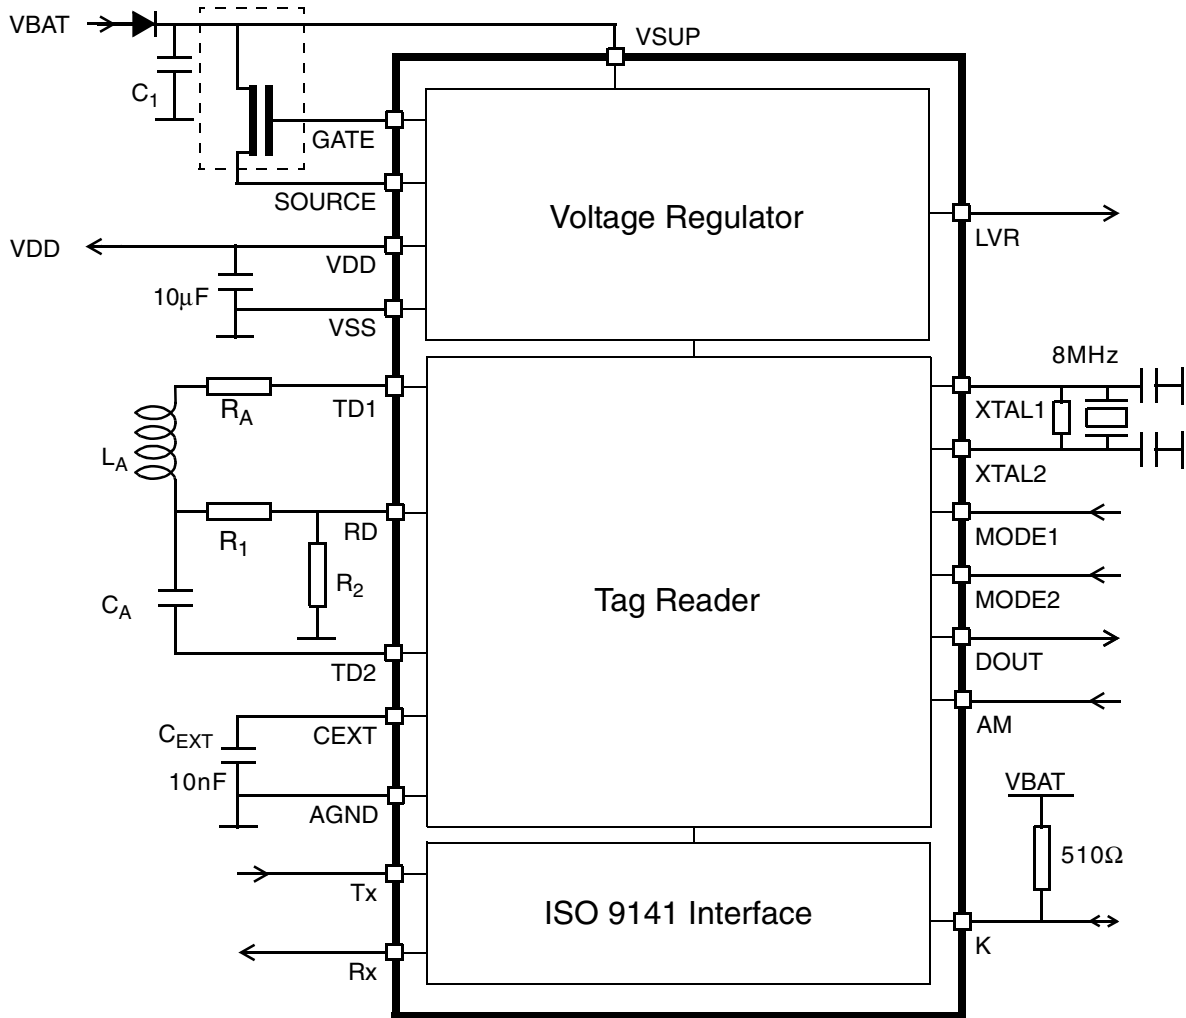 VBAT
VSUP
C1
GATE
SOURCE
Voltage Regulator
LVR
VDD
VDD
10μF
VSS
8MHz
RA
TD1
XTAL1
LA
XTAL2
R1
RD
MODE1
R2
CA
Tag Reader
MODE2
TD2
DOUT
CEXT
CEXT
AM
10nF
VBAT
AGND
510Ω
Tx
ISO 9141 Interface
K
Rx